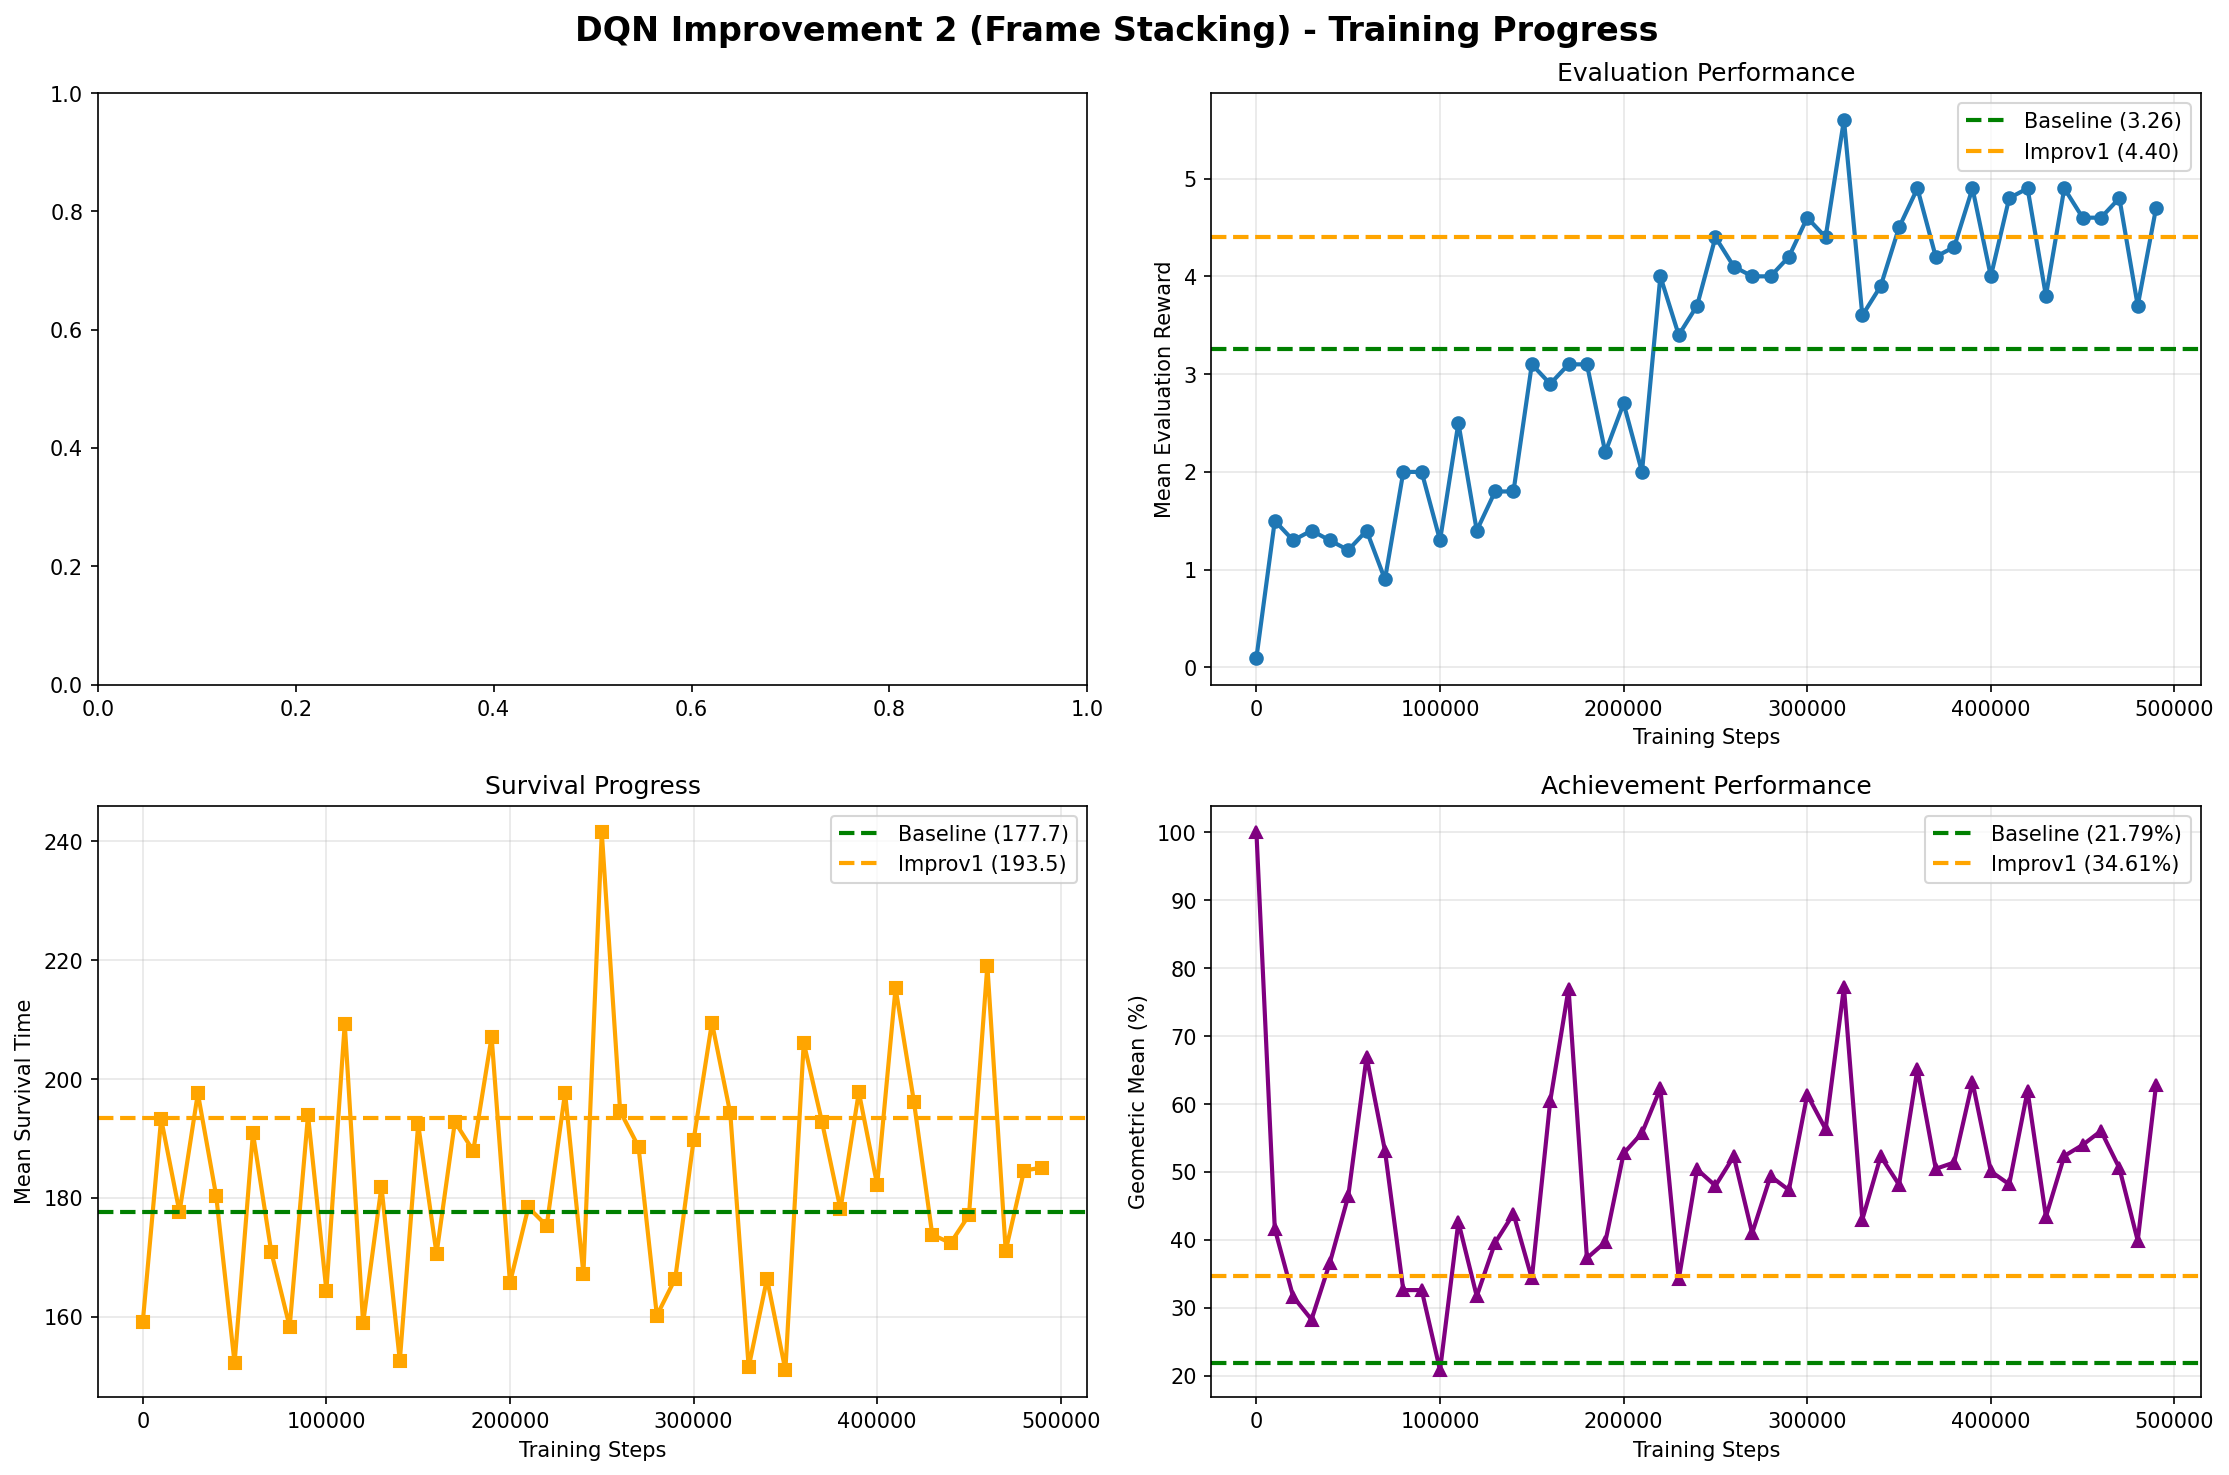 DQN Improvement 2 (Frame Stacking) - Training Progress
1.0
0.8
0.6
0.4
0.2
0.0
0.0 0.2 0.4 0.6 0.8 1.0
Evaluation Performance
Baseline (3.26)
Improv1 (4.40)
Mean Evaluation Reward
5
4
3
2
1
0
0 100000 200000 300000 400000 500000
Training Steps
Survival Progress
Baseline (177.7)
Improv1 (193.5)
Mean Survival Time
240
220
200
180
160
0 100000 200000 300000 400000 500000
Training Steps
Achievement Performance
Baseline (21.79%)
Improv1 (34.61%)
Geometric Mean (%)
100
90
80
70
60
50
40
30
20
0 100000 200000 300000 400000 500000
Training Steps